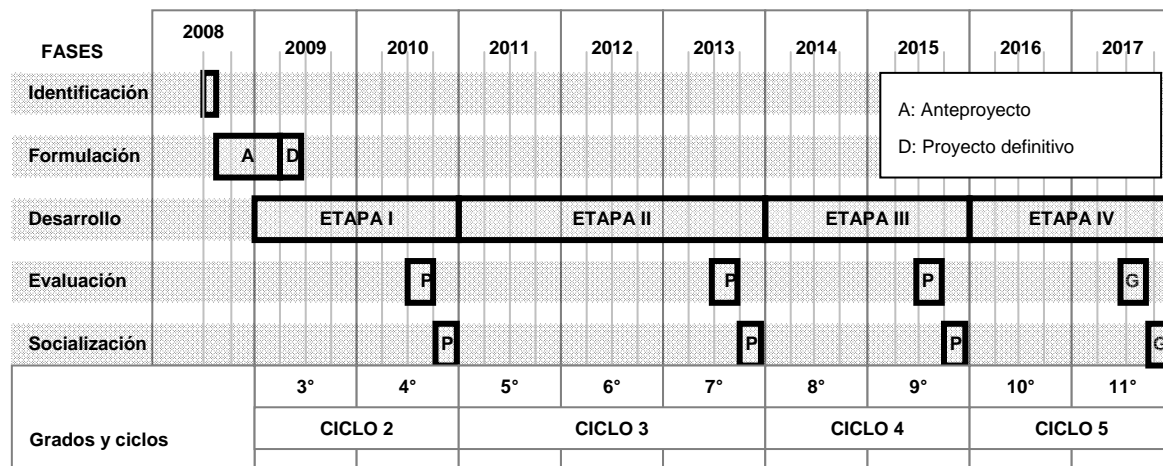 2008
FASES 2009 2010 2011 2012 2013 2014 2015 2016 2017
Identificación
A: Anteproyecto
Formulación A D
D: Proyecto definitivo
Desarrollo ETAPA I ETAPA II ETAPA III ETAPA IV
Evaluación P P P G
Socialización P P P G
3° 4° 5° 6° 7° 8° 9° 10° 11°
Grados y ciclos CICLO 2 CICLO 3 CICLO 4 CICLO 5